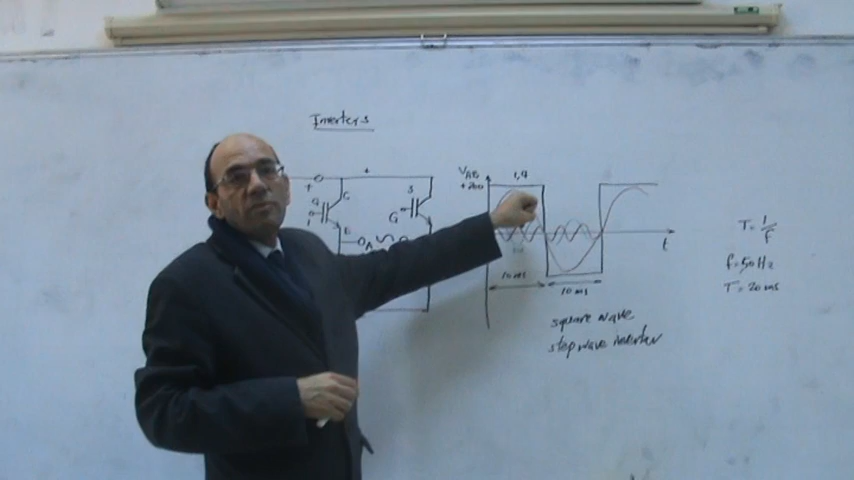 Inverters
+
+
S
G
C
G
E
A
VAB
+200
1,4
10 ms
10 ms
t
square wave
step wave inverter
T = 1/f
f = 50 Hz
T = 20 ms